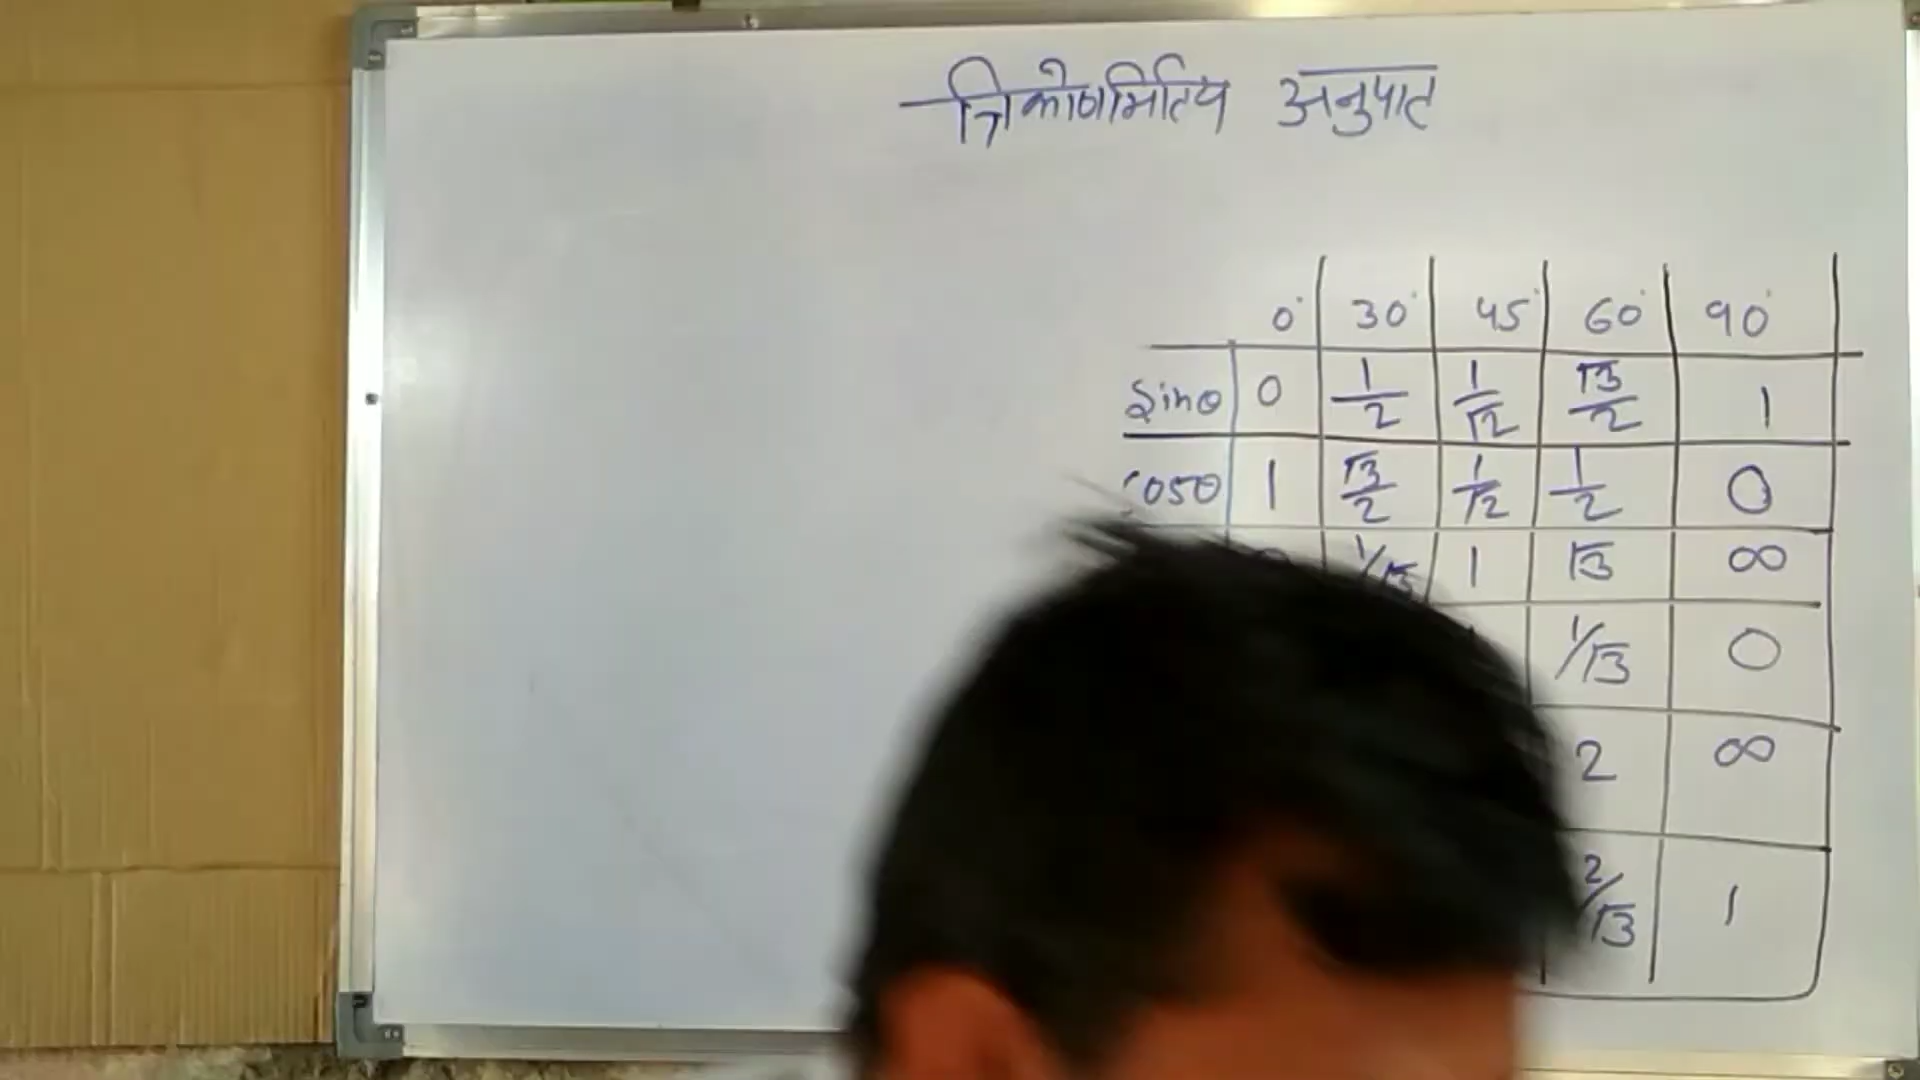 त्रिकोणमितिय अनुपात
0° 30° 45° 60° 90°
Sinθ 0 1/2 1/√2 √3/2 1
cosθ 1 √3/2 1/√2 1/2 0
1/√3 1 √3 ∞
1/√3 0
2 ∞
2/√3 1